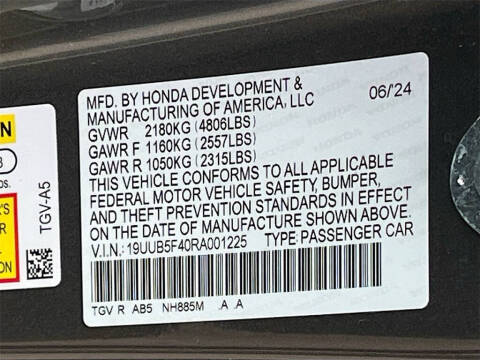 MFD. BY HONDA DEVELOPMENT &
MANUFACTURING OF AMERICA, LLC
06/'24
GVWR 2180KG (4806LBS)
GAWR F 1160KG (2557LBS)
GAWR R 1050KG (2315LBS)
THIS VEHICLE CONFORMS TO ALL APPLICABLE
FEDERAL MOTOR VEHICLE SAFETY, BUMPER,
AND THEFT PREVENTION STANDARDS IN EFFECT
ON THE DATE OF MANUFACTURE SHOWN ABOVE.
V.I.N.: 19UUB5F40RA001225 TYPE: PASSENGER CAR
TGV R AB5 NH885M .A .A
TGV-A5